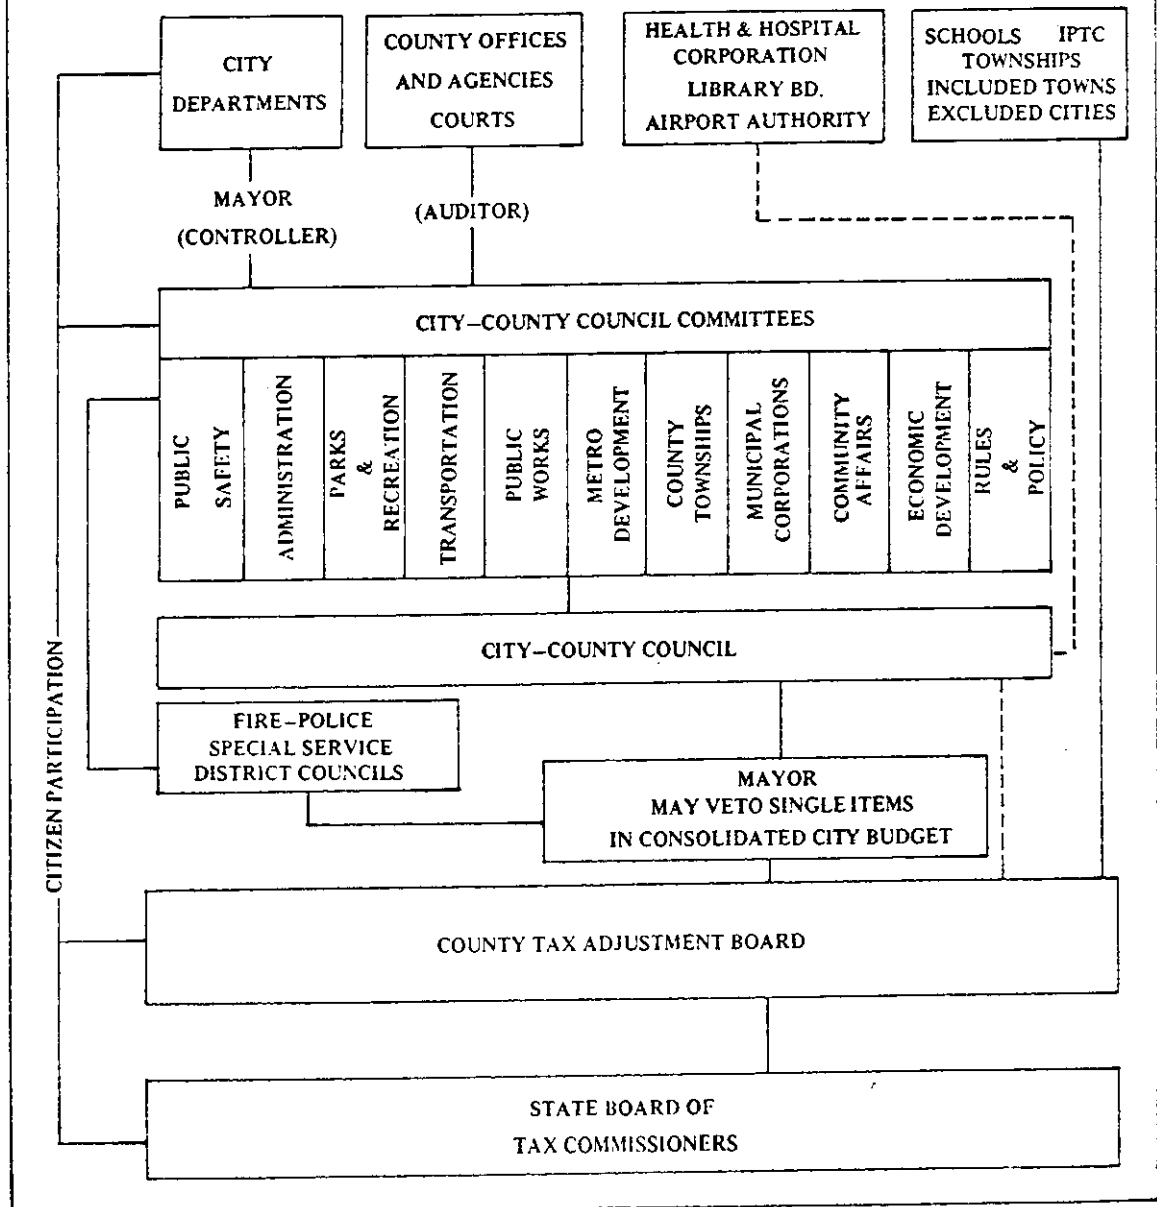 CITY
DEPARTMENTS
COUNTY OFFICES
AND AGENCIES
COURTS
HEALTH & HOSPITAL
CORPORATION
LIBRARY BD.
AIRPORT AUTHORITY
SCHOOLS IPTC
TOWNSHIPS
INCLUDED TOWNS
EXCLUDED CITIES
MAYOR
(CONTROLLER)
(AUDITOR)
CITY–COUNTY COUNCIL COMMITTEES
PUBLIC
SAFETY
ADMINISTRATION
PARKS
&
RECREATION
TRANSPORTATION
PUBLIC
WORKS
METRO
DEVELOPMENT
COUNTY
TOWNSHIPS
MUNICIPAL
CORPORATIONS
COMMUNITY
AFFAIRS
ECONOMIC
DEVELOPMENT
RULES
&
POLICY
CITY–COUNTY COUNCIL
CITIZEN PARTICIPATION
FIRE–POLICE
SPECIAL SERVICE
DISTRICT COUNCILS
MAYOR
MAY VETO SINGLE ITEMS
IN CONSOLIDATED CITY BUDGET
COUNTY TAX ADJUSTMENT BOARD
STATE BOARD OF
TAX COMMISSIONERS